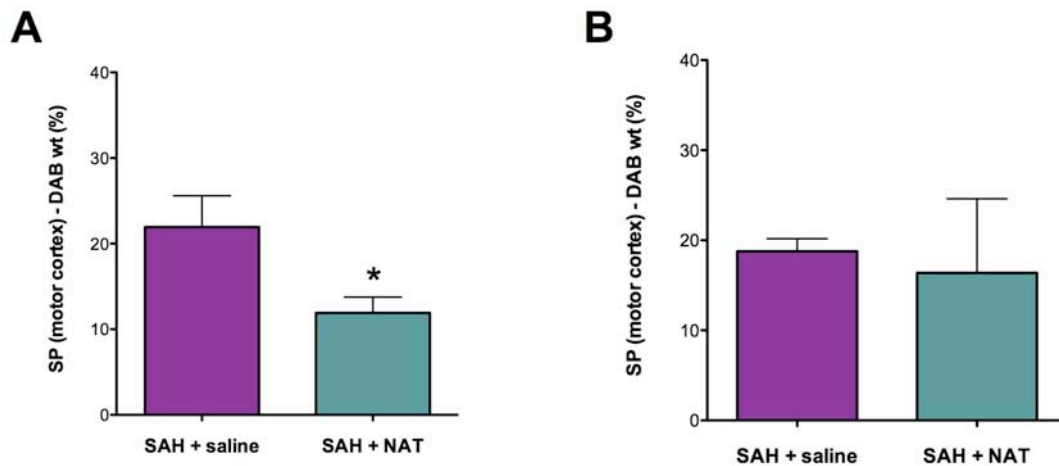 A
SP (motor cortex) - DAB wt (%)
40
30
20
10
0
*
SAH + saline
SAH + NAT
B
SP (motor cortex) - DAB wt (%)
40
30
20
10
0
SAH + saline
SAH + NAT